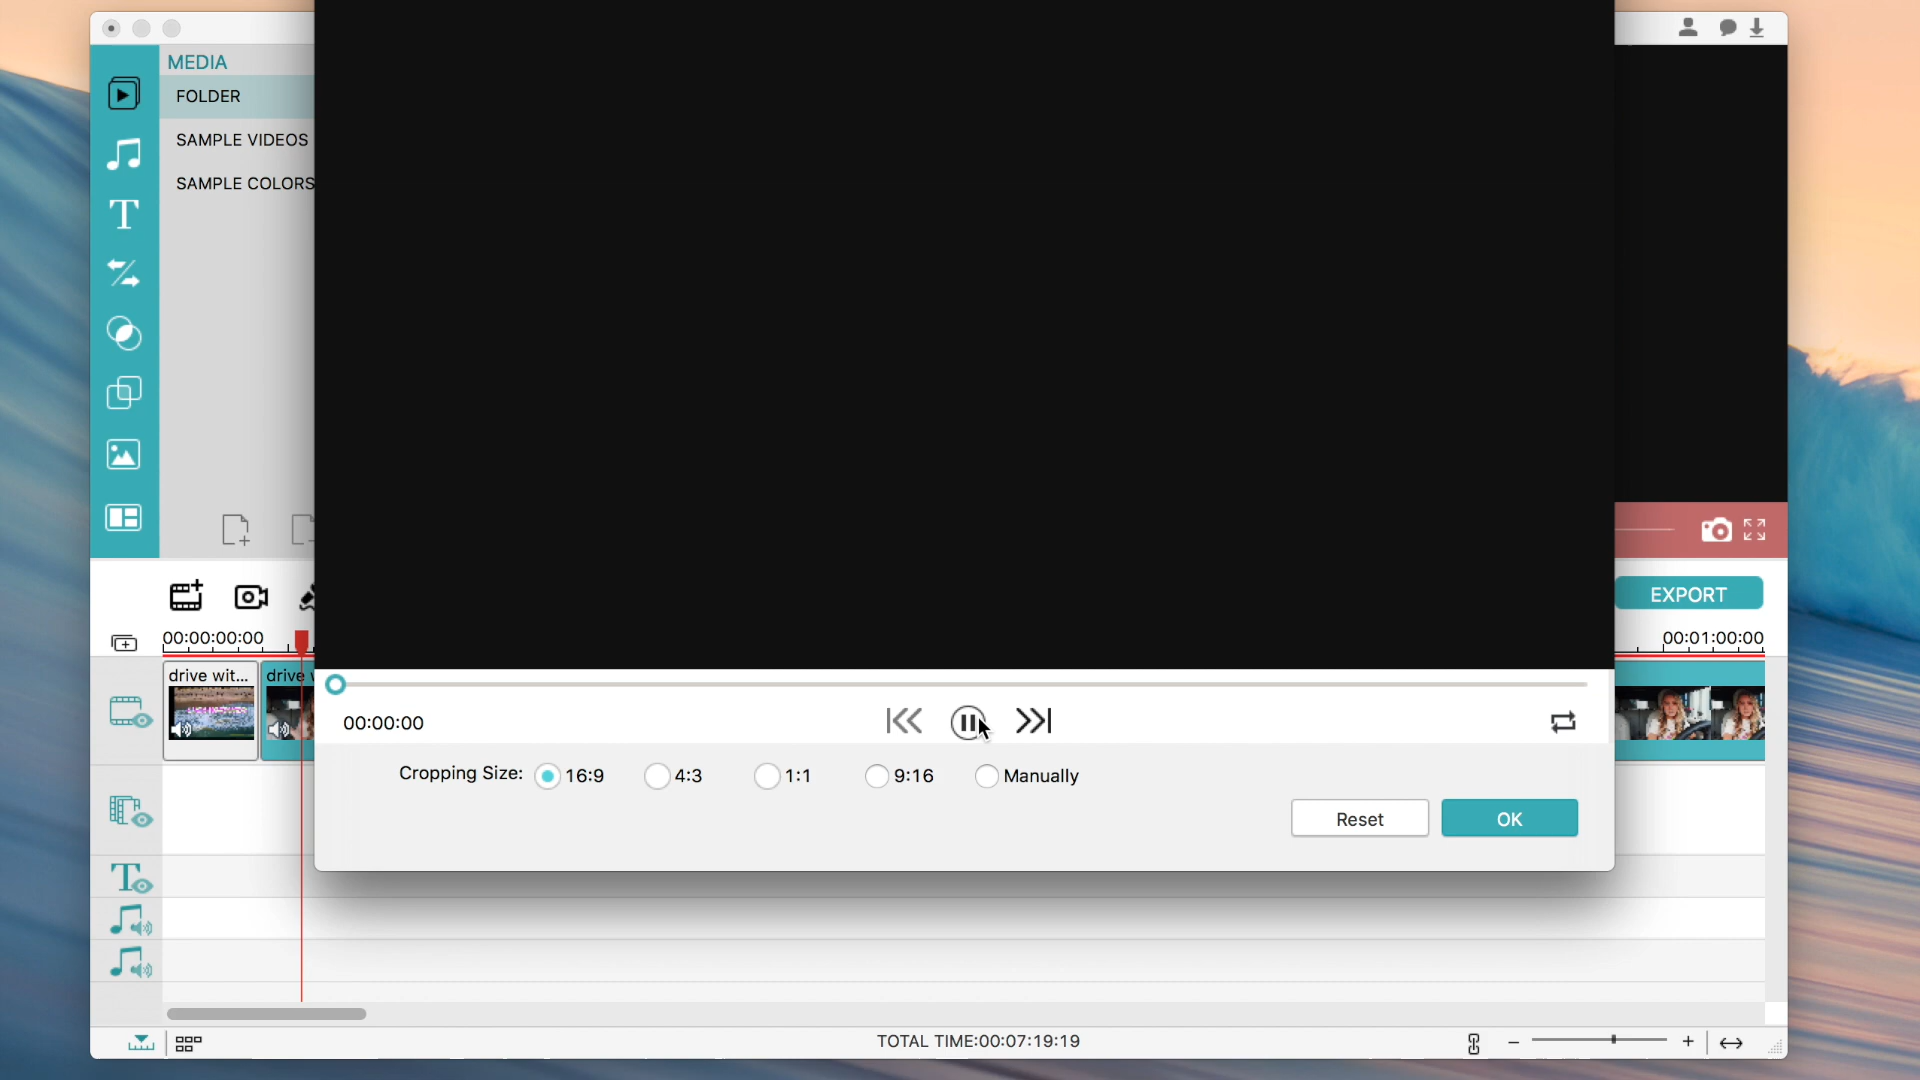 MEDIA
FOLDER
SAMPLE VIDEOS
SAMPLE COLORS
EXPORT
00:00:00:00
00:01:00:00
drive wit...
drive
00:00:00:00
Cropping Size: 16:9 4:3 1:1 9:16 Manually
Reset OK
TOTAL TIME:00:07:19:19